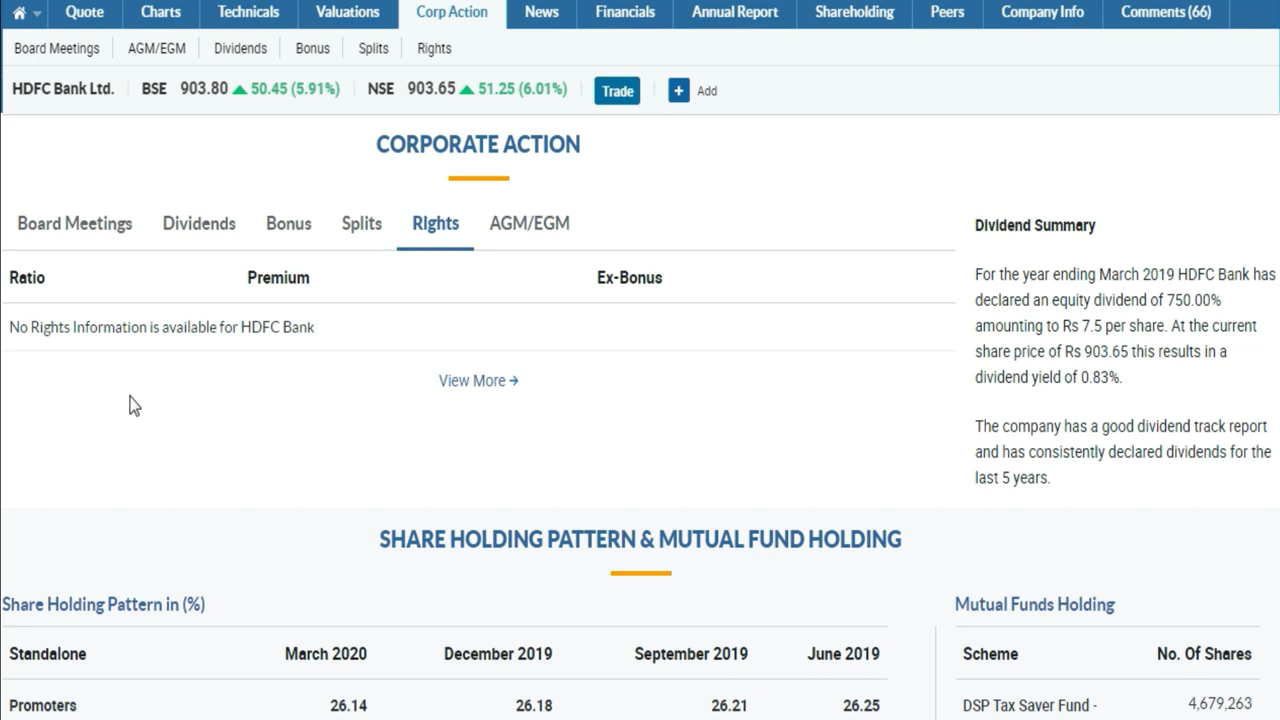 Quote Charts Technicals Valuations Corp Action News Financials Annual Report Shareholding Peers Company Info Comments (66)
Board Meetings AGM/EGM Dividends Bonus Splits Rights
HDFC Bank Ltd. BSE 903.80 50.45 (5.91%) NSE 903.65 51.25 (6.01%) Trade + Add
CORPORATE ACTION
Board Meetings Dividends Bonus Splits Rights AGM/EGM
Ratio Premium Ex-Bonus
No Rights Information is available for HDFC Bank
View More →
Dividend Summary
For the year ending March 2019 HDFC Bank has
declared an equity dividend of 750.00%
amounting to Rs 7.5 per share. At the current
share price of Rs 903.65 this results in a
dividend yield of 0.83%.
The company has a good dividend track report
and has consistently declared dividends for the
last 5 years.
SHARE HOLDING PATTERN & MUTUAL FUND HOLDING
Share Holding Pattern in (%)
Standalone March 2020 December 2019 September 2019 June 2019
Promoters 26.14 26.18 26.21 26.25
Mutual Funds Holding
Scheme No. Of Shares
DSP Tax Saver Fund - 4,679,263